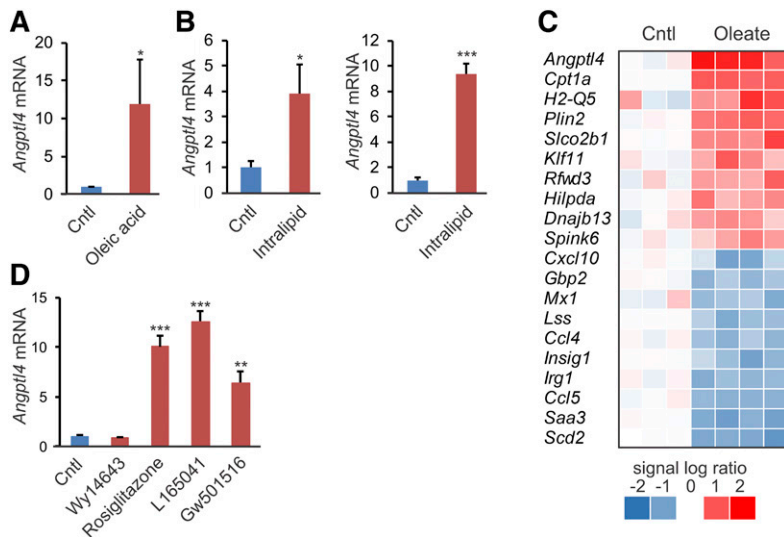 A
Angptl4 mRNA
20
15
10
5
0
*
Cntl
Oleic acid
B
Angptl4 mRNA
6
5
4
3
2
1
0
*
Cntl
Intralipid
Angptl4 mRNA
12
10
8
6
4
2
0
***
Cntl
Intralipid
C
Cntl Oleate
Angptl4
Cpt1a
H2-Q5
Plin2
Slco2b1
Klf11
Rfwd3
Hilpda
Dnajb13
Spink6
Cxcl10
Gbp2
Mx1
Lss
Ccl4
Insig1
Irg1
Ccl5
Saa3
Scd2
signal log ratio
-2 -1 0 1 2
D
Angptl4 mRNA
15
10
5
0
*** *** **
Cntl
Wy14643
Rosiglitazone
L165041
Gw501516